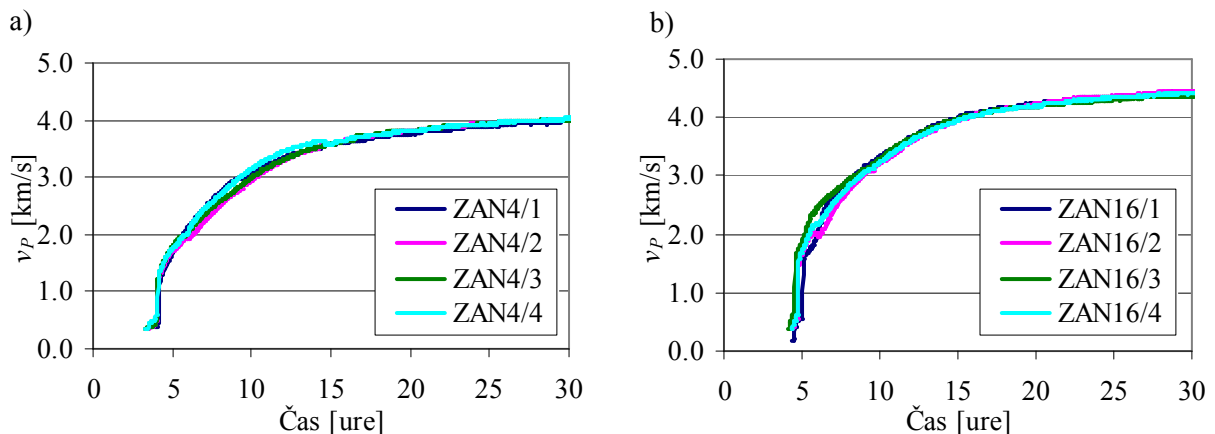 a)
v_P [km/s]
5.0
4.0
3.0
2.0
1.0
0.0
ZAN4/1
ZAN4/2
ZAN4/3
ZAN4/4
0 5 10 15 20 25 30
Čas [ure]
b)
v_P [km/s]
5.0
4.0
3.0
2.0
1.0
0.0
ZAN16/1
ZAN16/2
ZAN16/3
ZAN16/4
0 5 10 15 20 25 30
Čas [ure]